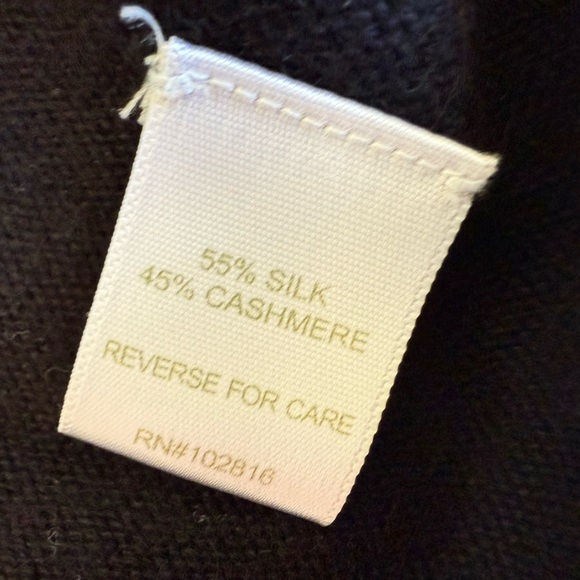 55% SILK
45% CASHMERE
REVERSE FOR CARE
RN#102816